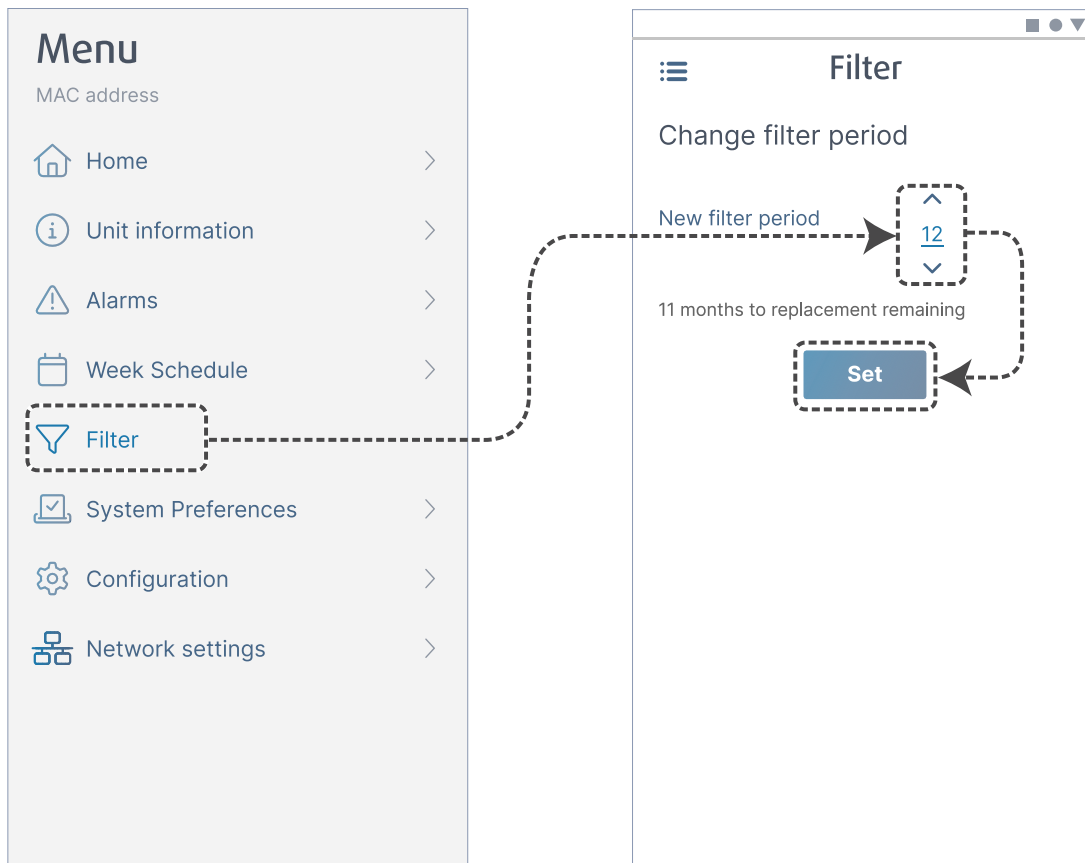 Menu
MAC address
Home
Unit information
Alarms
Week Schedule
Filter
System Preferences
Configuration
Network settings
Filter
Change filter period
New filter period
12
11 months to replacement remaining
Set